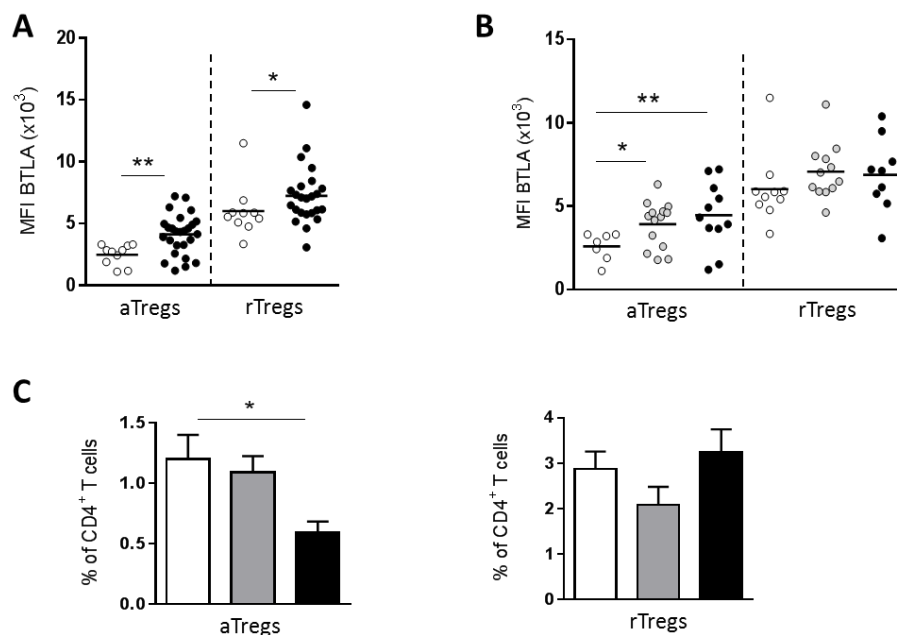 A
MFI BTLA (x10³)
20
15
10
5
0
**
*
aTregs
rTregs
B
MFI BTLA (x10³)
15
10
5
0
**
*
aTregs
rTregs
C
% of CD4⁺ T cells
1.5
1.0
0.5
0.0
*
aTregs
% of CD4⁺ T cells
4
3
2
1
0
rTregs